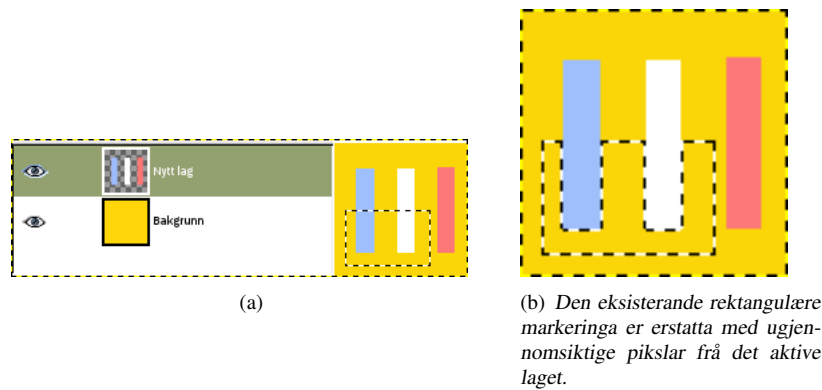 Nytt lag
Bakgrunn
(a)
(b) Den eksisterande rektangulære
markeringa er erstatta med ugjen-
nomsiktige pikslar frå det aktive
laget.